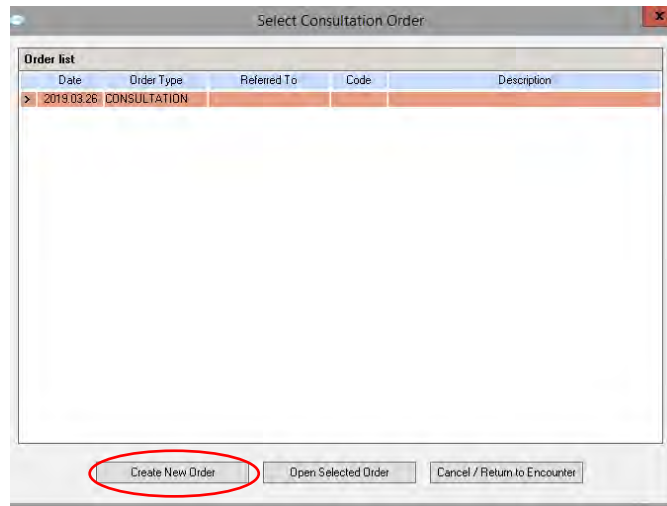 Select Consultation Order
x
Order list
Date Order Type Referred To Code Description
> 2019.03.26 CONSULTATION
Create New Order Open Selected Order Cancel / Return to Encounter